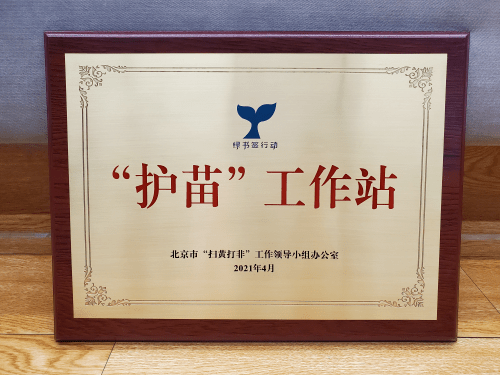 绿书签行动
“护苗”工作站
北京市“扫黄打非”工作领导小组办公室
2021年4月